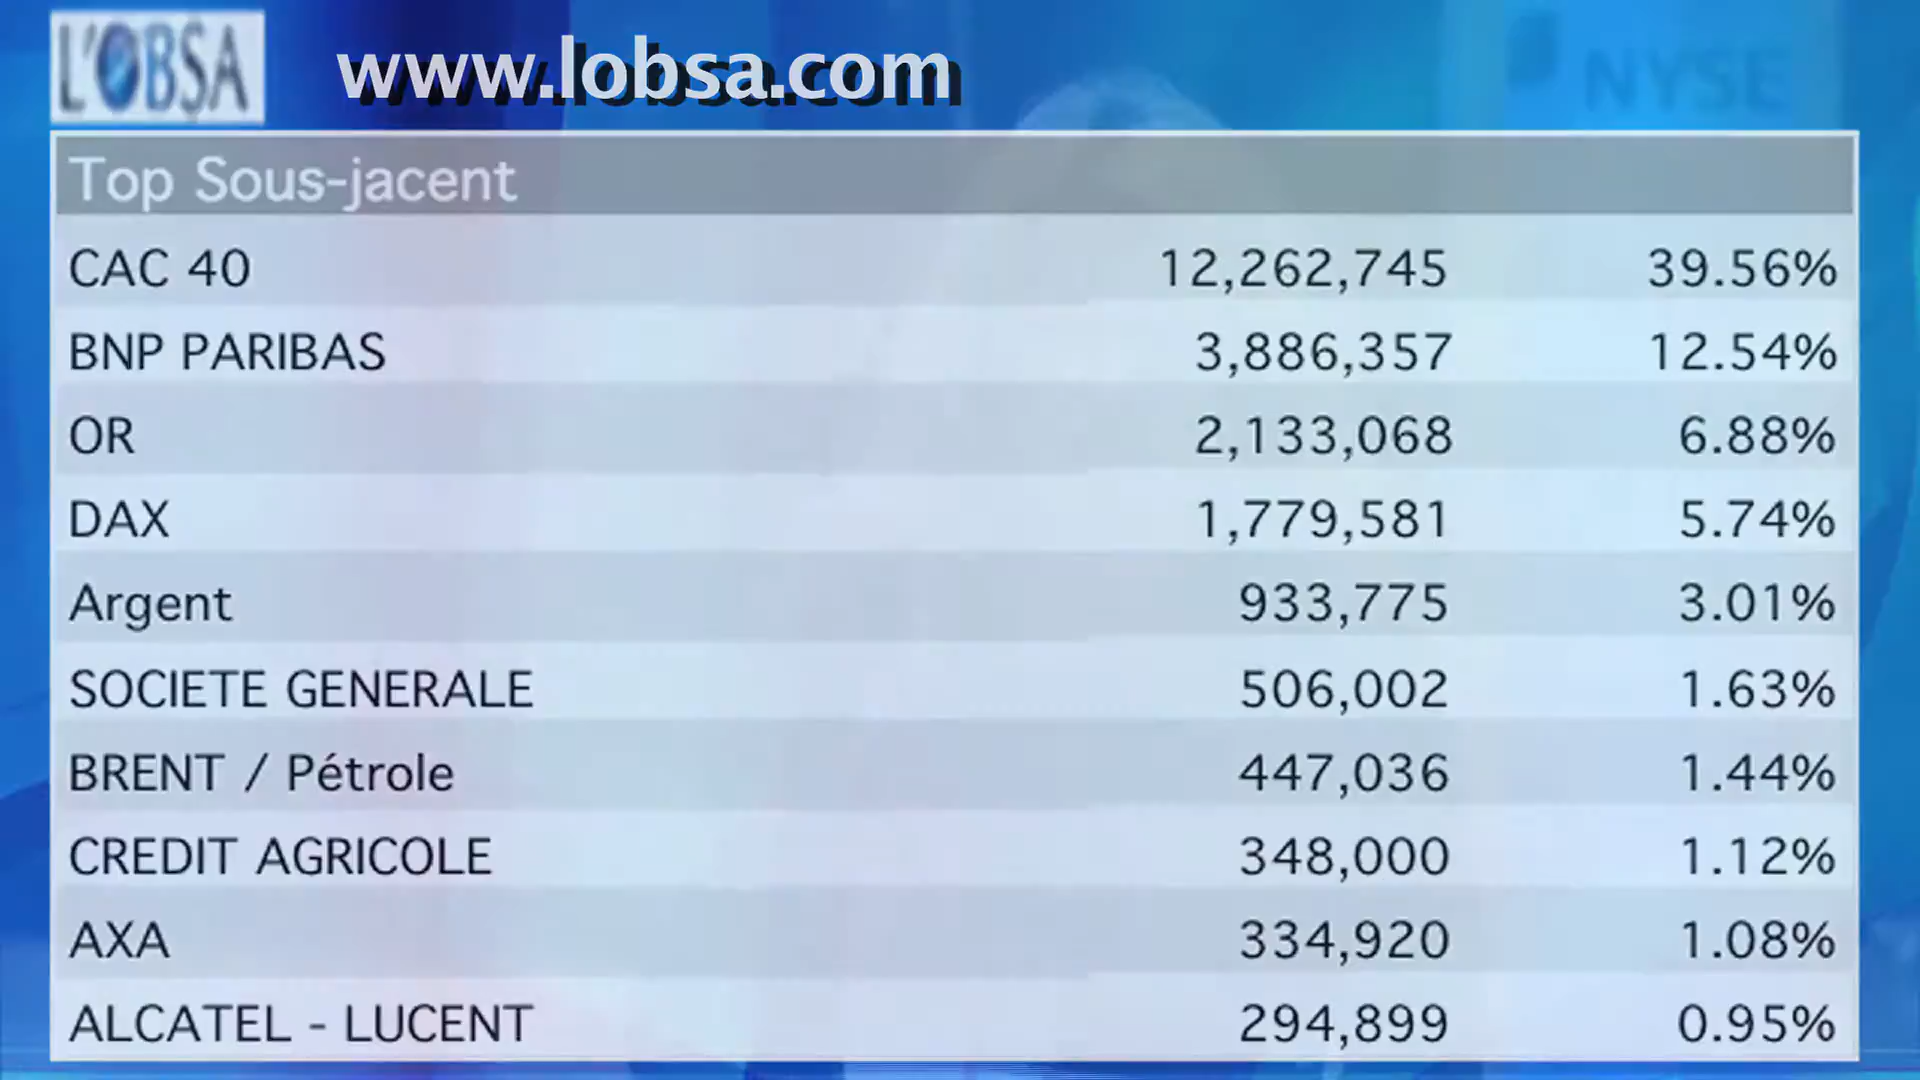 L'OBSA
www.lobsa.com
NYSE
Top Sous-jacent
CAC 40 12,262,745 39.56%
BNP PARIBAS 3,886,357 12.54%
OR 2,133,068 6.88%
DAX 1,779,581 5.74%
Argent 933,775 3.01%
SOCIETE GENERALE 506,002 1.63%
BRENT / Pétrole 447,036 1.44%
CREDIT AGRICOLE 348,000 1.12%
AXA 334,920 1.08%
ALCATEL - LUCENT 294,899 0.95%